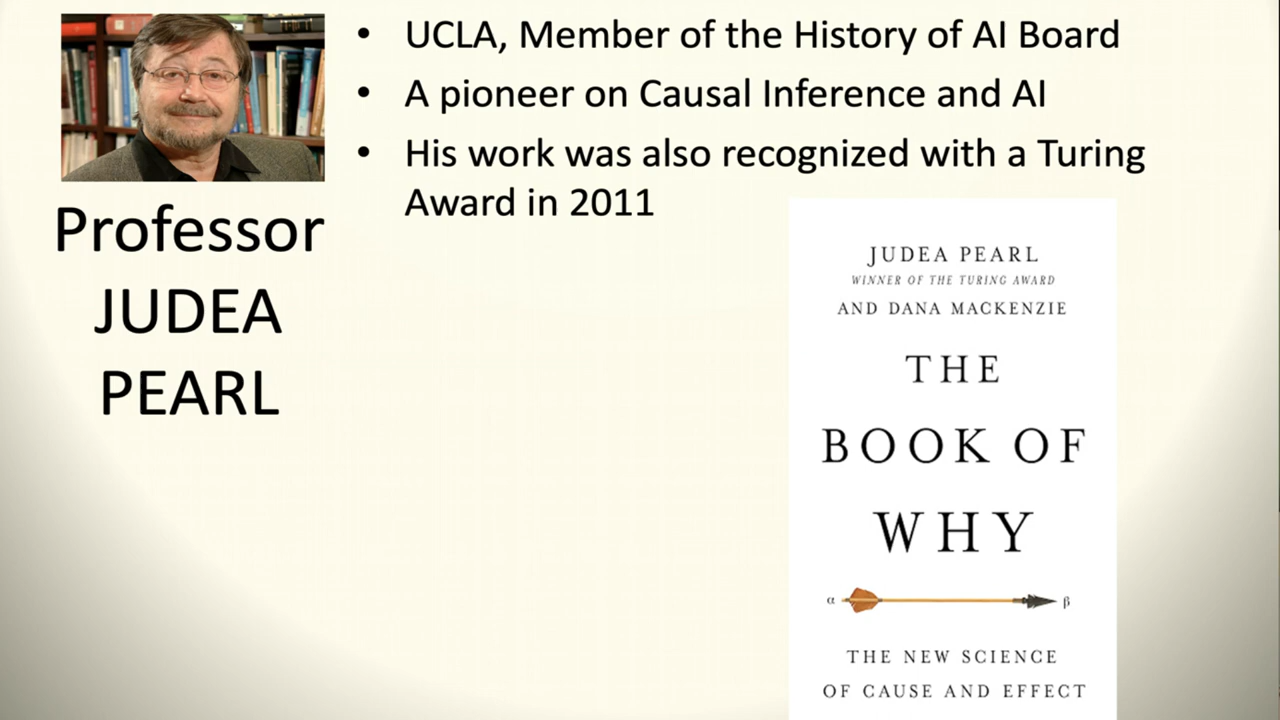 Professor
JUDEA
PEARL
• UCLA, Member of the History of AI Board
• A pioneer on Causal Inference and AI
• His work was also recognized with a Turing
Award in 2011
JUDEA PEARL
WINNER OF THE TURING AWARD
AND DANA MACKENZIE
THE
BOOK OF
WHY
α β
THE NEW SCIENCE
OF CAUSE AND EFFECT